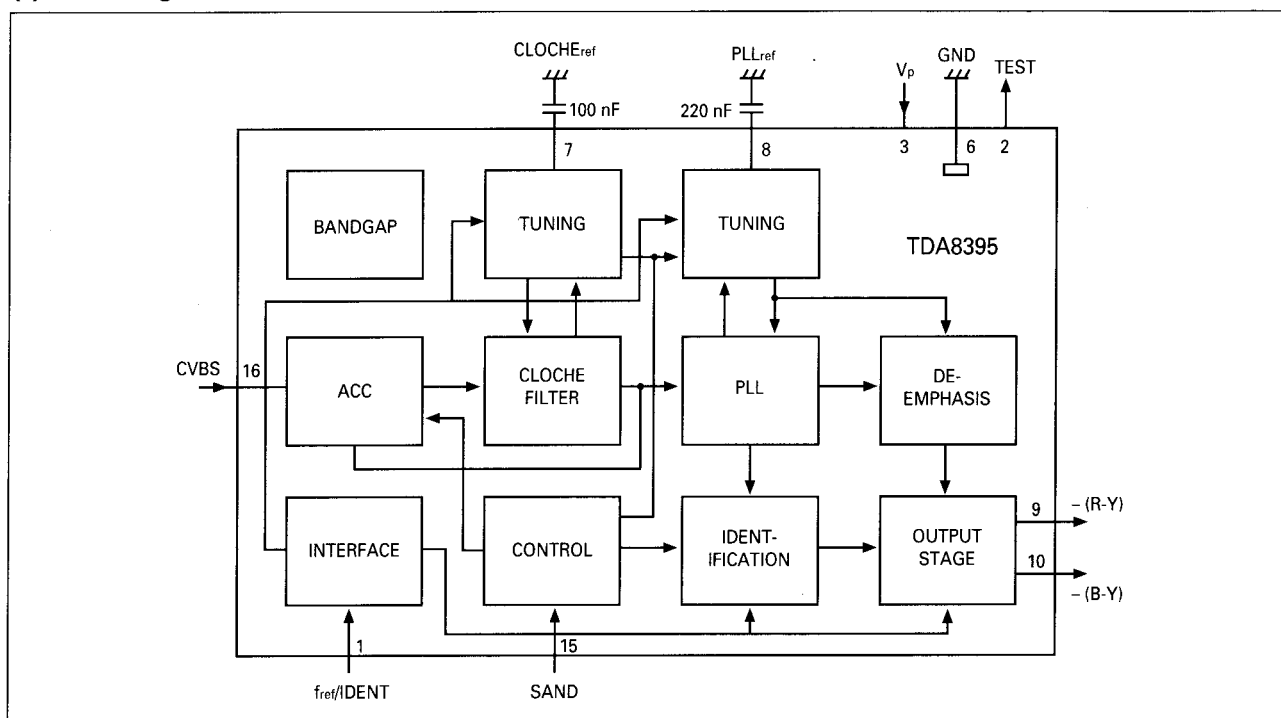 CLOCHEref
PLLref
Vp
GND
TEST
100 nF
220 nF
7
8
3
6
2
BANDGAP
TUNING
TUNING
TDA8395
CVBS
16
ACC
CLOCHE
FILTER
PLL
DE-
EMPHASIS
INTERFACE
CONTROL
IDENT-
IFICATION
OUTPUT
STAGE
9
– (R-Y)
10
– (B-Y)
1
15
fref/IDENT
SAND